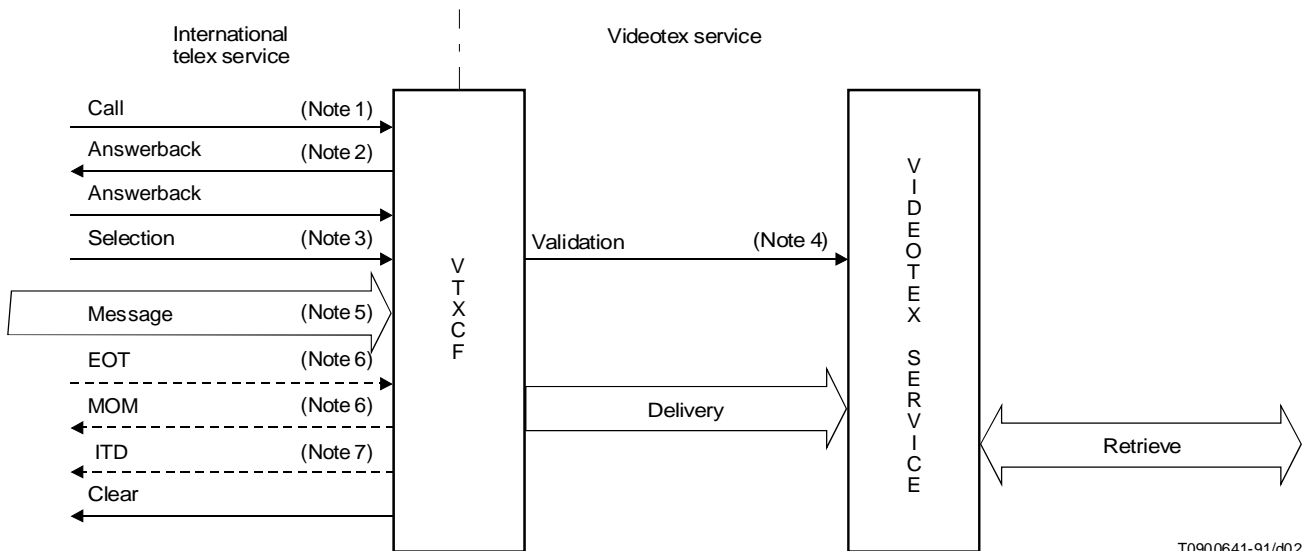 International
telex service
Videotex service
Call (Note 1)
Answerback (Note 2)
Answerback
Selection (Note 3)
Validation (Note 4)
Message (Note 5)
EOT (Note 6)
MOM (Note 6)
ITD (Note 7)
Clear
VTXCF
Delivery
VIDEOTEX SERVICE
Retrieve
T0900641-91/d02